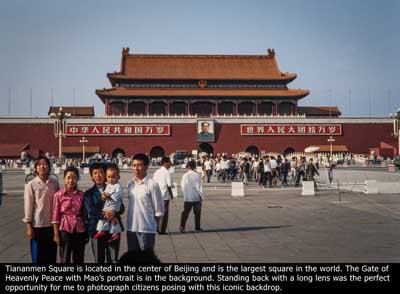 中华人民共和国万岁
世界人民大团结万岁
Tiananmen Square is located in the center of Beijing and is the largest square in the world. The Gate of
Heavenly Peace with Mao's portrait is in the background. Standing back with a long lens was the perfect
opportunity for me to photograph citizens posing with this iconic backdrop.